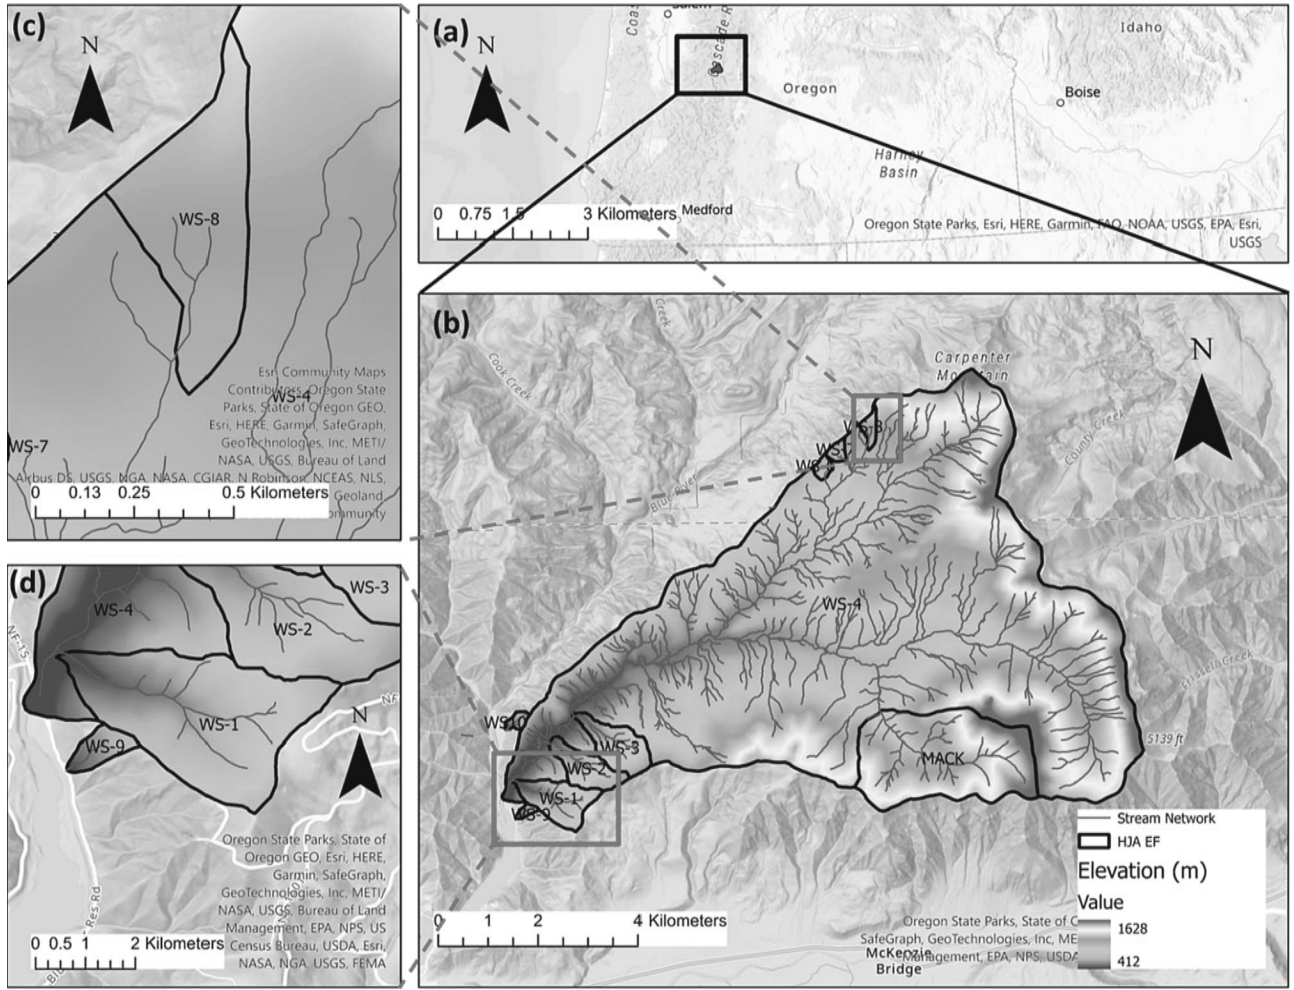 (c)
N
WS-8
Esri Community Maps
Contributors, Oregon State
WS-4
Parks, State of Oregon GEO,
Esri, HERE, Garmin, SafeGraph,
GeoTechnologies, Inc, METI/
WS-7
NASA, USGS, Bureau of Land
Airbus DS, USGS, NGA, NASA, CGIAR, N Robinson, NCEAS, NLS,
0 0.13 0.25 0.5 Kilometers
Geoland
(a)
N
Salem
Cascade
Idaho
Oregon
Boise
Harney
Basin
0 0.75 1.5 3 Kilometers
Medford
Oregon State Parks, Esri, HERE, Garmin, FAO, NOAA, USGS, EPA, Esri,
USGS
(b)
N
Creek
Cook Creek
Carpenter
Mountain
WS-8
County Creek
Blue River
WS-4
Creek
WS10
WS-3
WS-2
WS-1
WS-9
MACK
5139 ft
Stream Network
HJA EF
Elevation (m)
Value
1628
412
0 1 2 4 Kilometers
Oregon State Parks, State of
SafeGraph, GeoTechnologies, Inc, ME
Management, EPA, NPS, USDA
McKenzie
Bridge
(d)
WS-4
WS-3
WS-2
NF-15
WS-1
NF
N
WS-9
Oregon State Parks, State of
Oregon GEO, Esri, HERE,
Garmin, SafeGraph,
GeoTechnologies, Inc, METI/
NASA, USGS, Bureau of Land
Management, EPA, NPS, US
Census Bureau, USDA, Esri,
NASA, NGA, USGS, FEMA
Res Rd
0 0.5 1 2 Kilometers